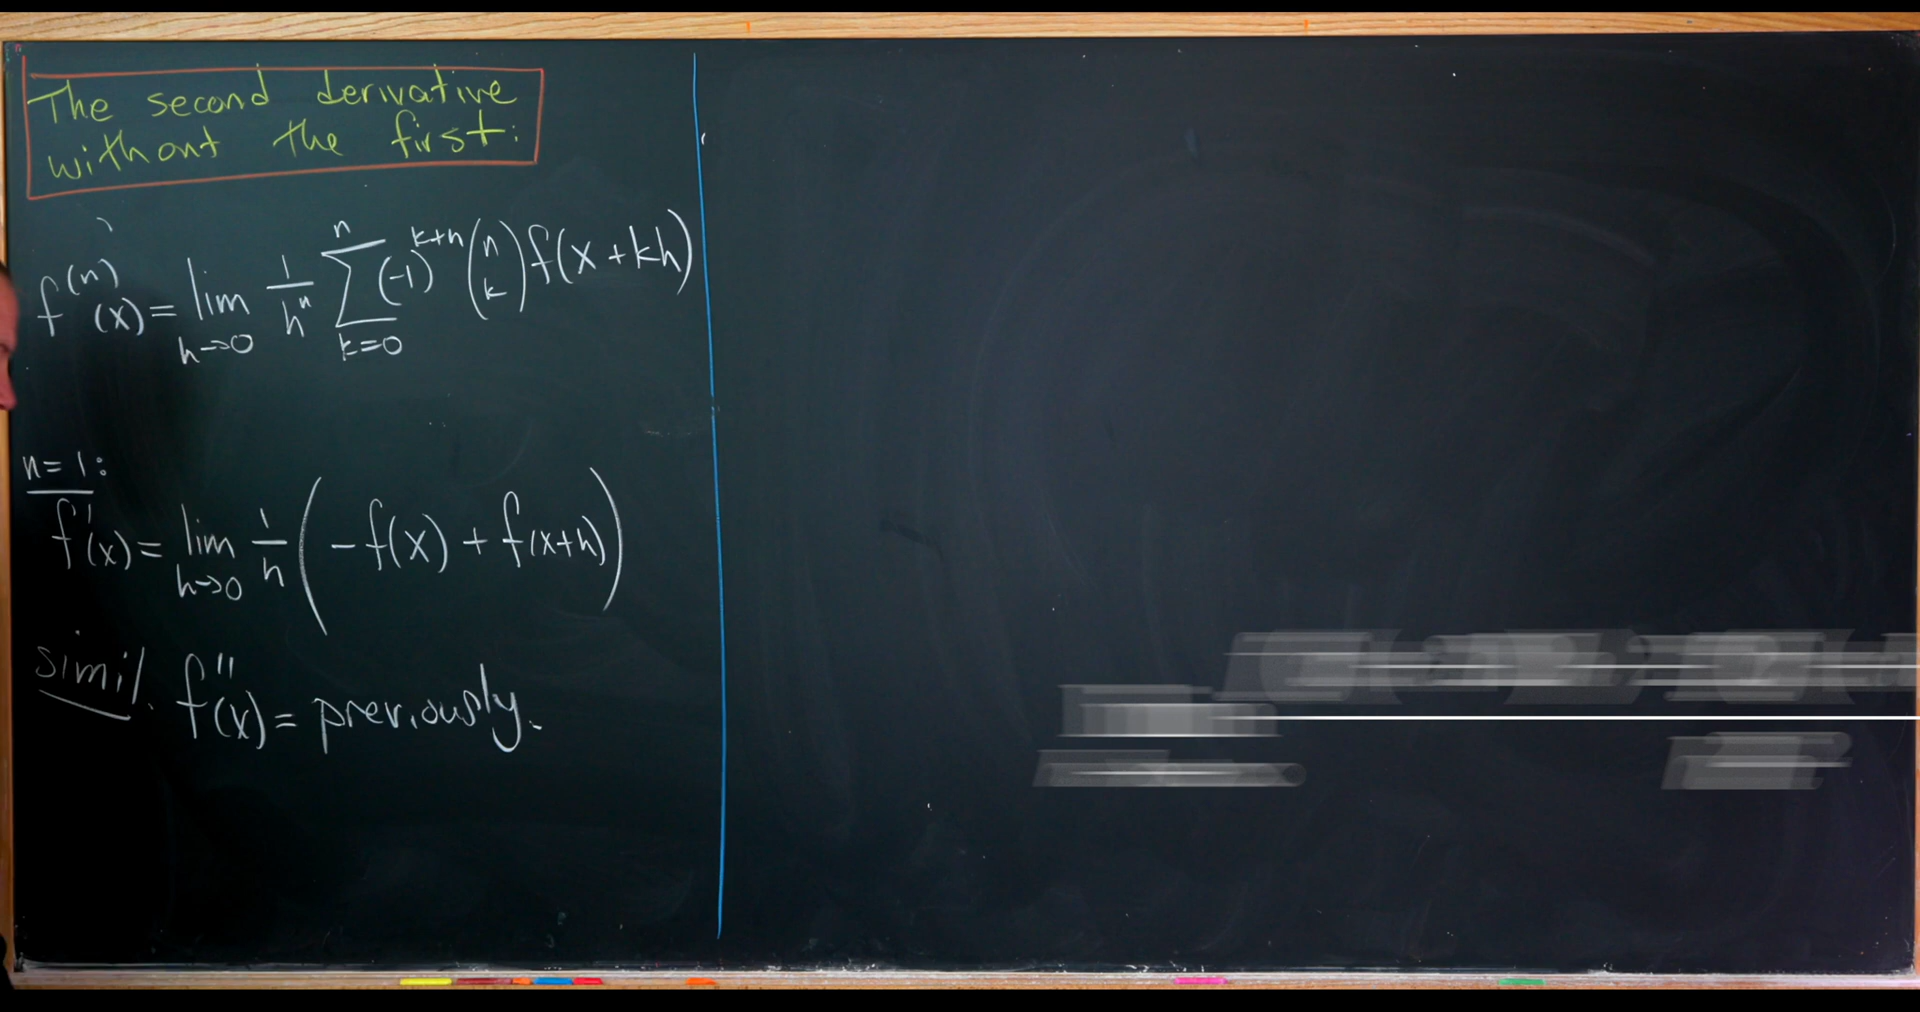 The second derivative
without the first:
f^{(n)}(x) = lim_{h→0} 1/h^n ∑_{k=0}^{n} (-1)^{k+n} (n k) f(x+kh)
n=1:
f'(x) = lim_{h→0} 1/h ( -f(x) + f(x+h) )
simil. f''(x) = previously.